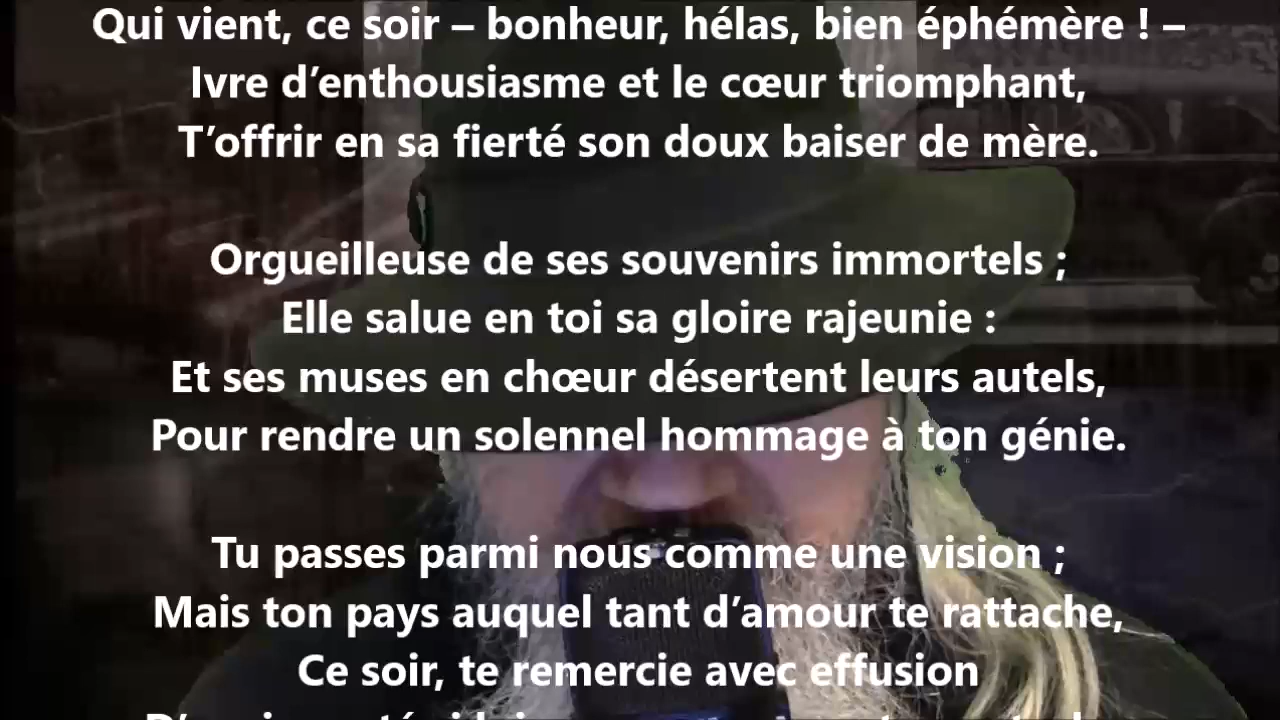 Qui vient, ce soir – bonheur, hélas, bien éphémère ! –
Ivre d’enthousiasme et le cœur triomphant,
T’offrir en sa fierté son doux baiser de mère.
Orgueilleuse de ses souvenirs immortels ;
Elle salue en toi sa gloire rajeunie :
Et ses muses en chœur désertent leurs autels,
Pour rendre un solennel hommage à ton génie.
Tu passes parmi nous comme une vision ;
Mais ton pays auquel tant d’amour te rattache,
Ce soir, te remercie avec effusion